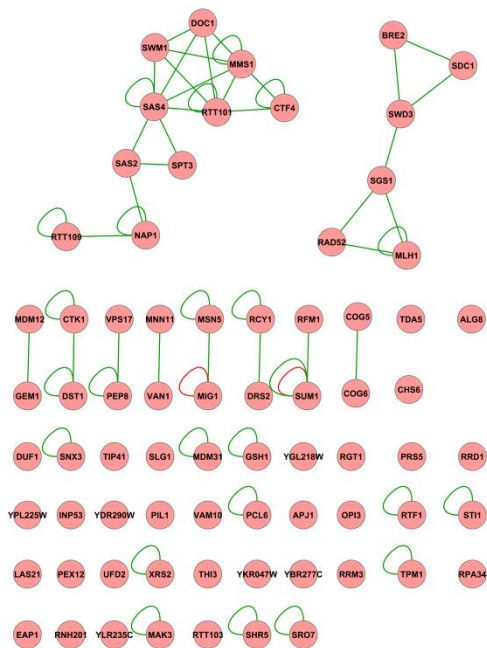 DOC1
SWM1
MMS1
SAS4
RTT101
CTF4
SAS2
SPT3
RTT109
NAP1
BRE2
SDC1
SWD3
SGS1
RAD52
MLH1
MDM12 CTK1 VPS17 MNN11 MSN5 RCY1 RFM1 COG5 TDA5 ALG8
GEM1 DST1 PEP8 VAN1 MIG1 DRS2 SUM1 COG6 CHS6
DUF1 SNX3 TIP41 SLG1 MDM31 GSH1 YGL218W RGT1 PRS5 RRD1
YPL225W INP53 YDR290W PIL1 VAM10 PCL6 APJ1 OPI3 RTF1 STI1
LAS21 PEX12 UFD2 XRS2 THI3 YKR047W YBR277C RRM3 TPM1 RPA34
EAP1 RNH201 YLR235C MAK3 RTT103 SHR5 SRO7